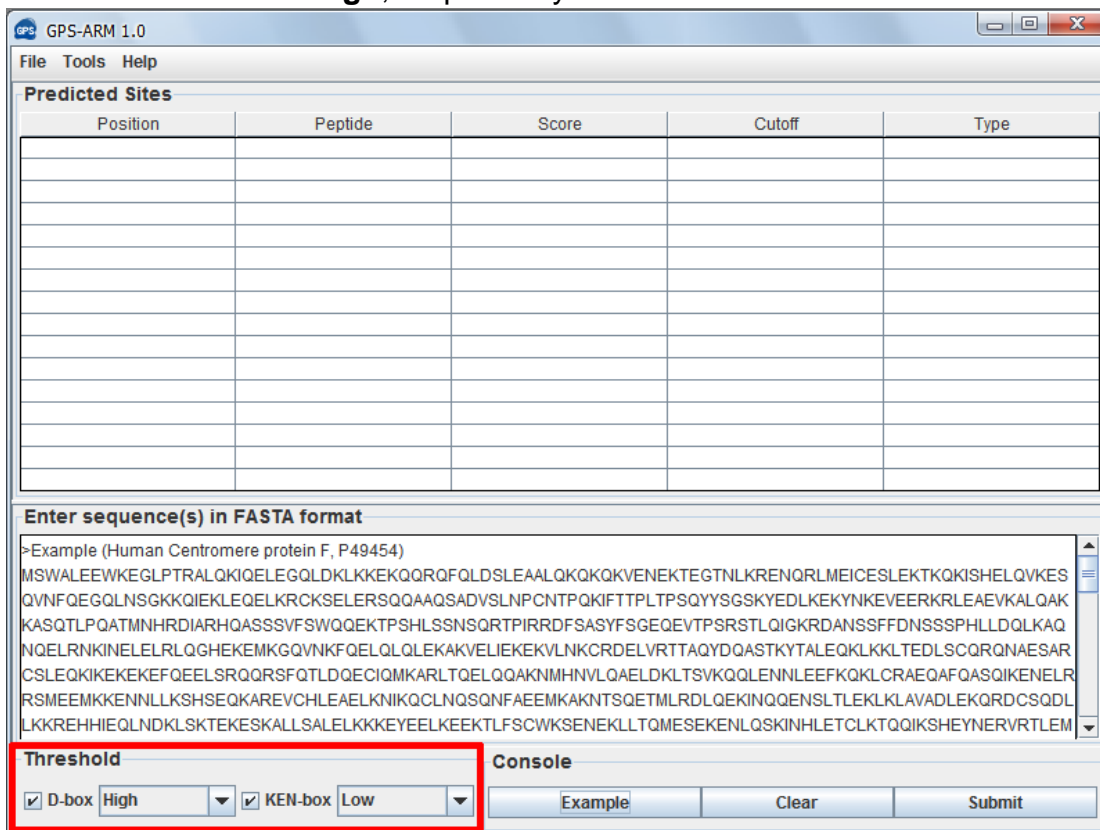 GPS GPS-ARM 1.0
File Tools Help
Predicted Sites
Position Peptide Score Cutoff Type
Enter sequence(s) in FASTA format
>Example (Human Centromere protein F, P49454)
MSWALEEWKEGLPTRALQKIQELEGQLDKLKKEKQQRQFQLDSLEAALQKQKQKVENEKTEGTNLKRENQRLMEICESLEKTKQKISHELQVKES
QVNFQEGQLNSGKKQIEKLEQELKRCKSELERSQQAAQSADVSLNPCNTPQKIFTTPLTPSQYYSGSKYEDLKEKYNKEVEERKRLEAEVKALQAK
KASQTLPQATMNHRDIARHQASSSVFSWQQEKTPSHLSSNSQRTPIRRDFSASYFSGEQEVTPSRSTLQIGKRDANSSFFDNSSSPHLLDQLKAQ
NQELRNKINELELRLQGHEKEMKGQVNKFQELQLQLEKAKVELIEKEKVLNKCRDELVRTTAQYDQASTKYTALEQKLKKLTEDLSCQRQNAESAR
CSLEQKIKEKEKEFQEELSRQQRSFQTLDQECIQMKARLTQELQQAKNMHNVLQAELDKLTSVKQQLENNLEEFKQKLCRAEQAFQASQIKENELR
RSMEEMKKENNLLKSHSEQKAREVCHLEAELKNIKQCLNQSQNFAEEMKAKNTSQETMLRDLQEKINQQENSLTLEKLKLAVADLEKQRDCSQDL
LKKREHHIEQLNDKLSKTEKESKALLSALELKKKEYEELKEEKTLFSCWKSENEKLLTQMESEKENLQSKINHLETCLKTQQIKSHEYNERVRTLEM
Threshold Console
D-box High KEN-box Low Example Clear Submit